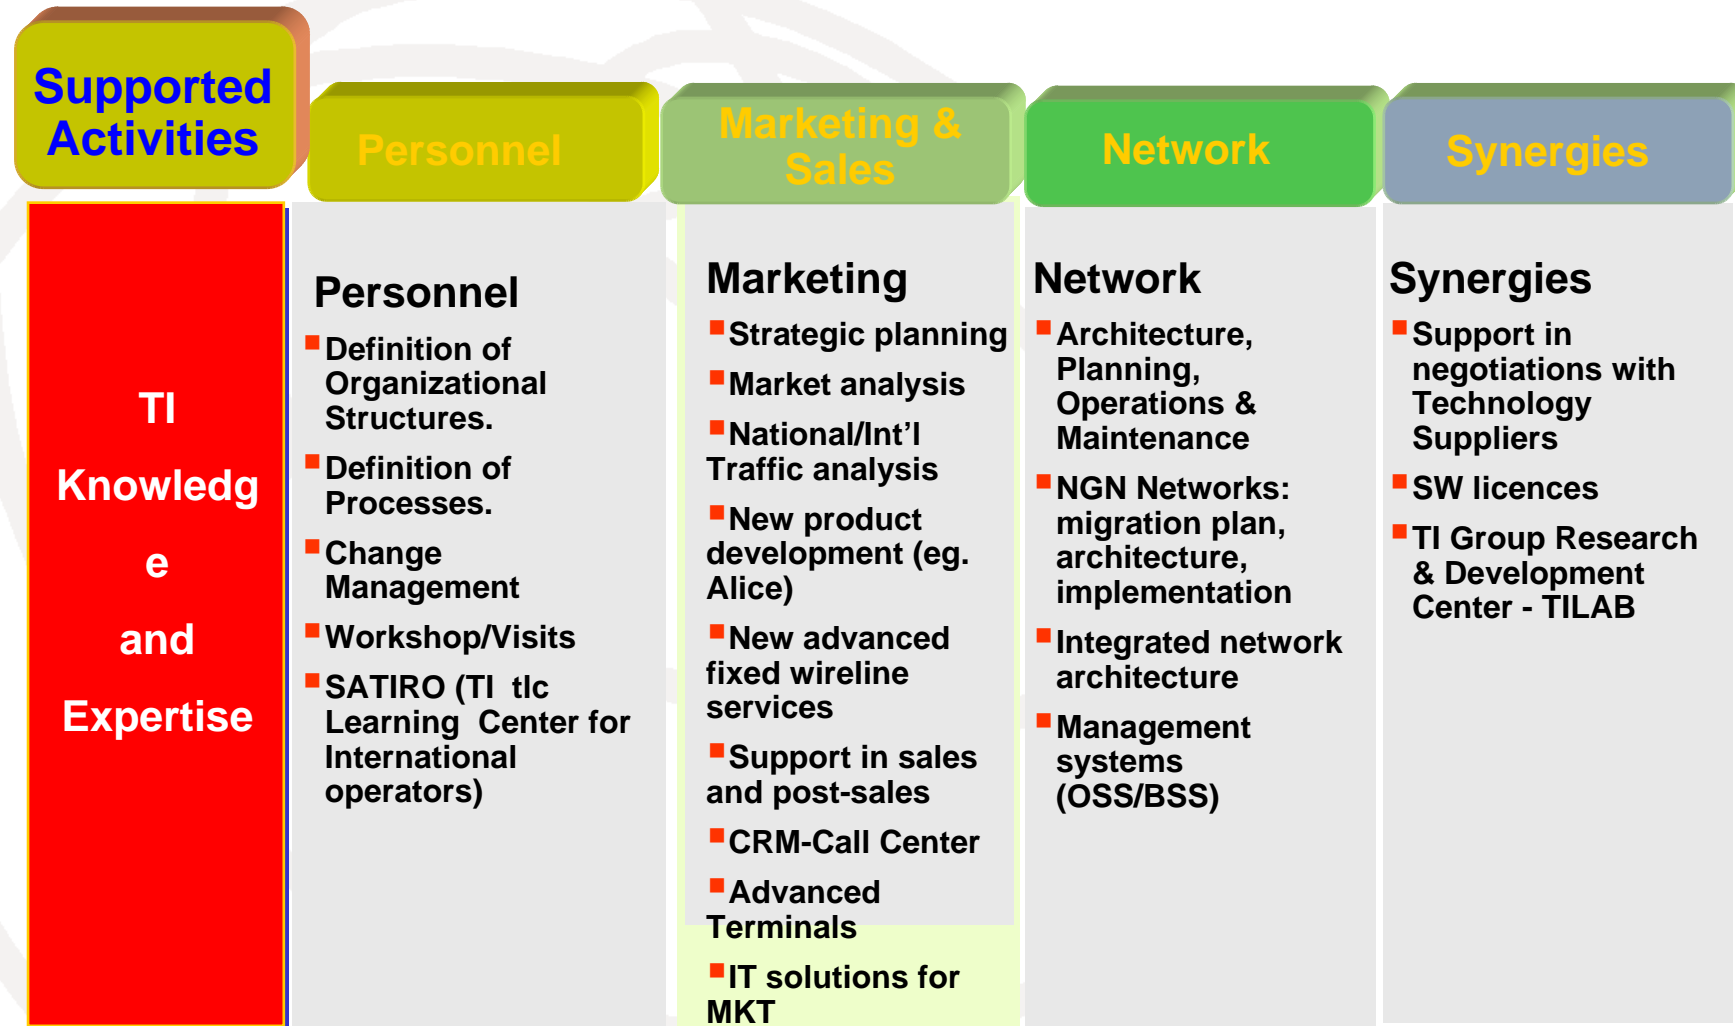 Supported
Activities
Personnel
Marketing &
Sales
Network
Synergies
TI
Knowledg
e
and
Expertise
Personnel
Definition of
Organizational
Structures.
Definition of
Processes.
Change
Management
Workshop/Visits
SATIRO (TI tlc
Learning Center for
International
operators)
Marketing
Strategic planning
Market analysis
National/Int’l
Traffic analysis
New product
development (eg.
Alice)
New advanced
fixed wireline
services
Support in sales
and post-sales
CRM-Call Center
Advanced
Terminals
IT solutions for
MKT
Network
Architecture,
Planning,
Operations &
Maintenance
NGN Networks:
migration plan,
architecture,
implementation
Integrated network
architecture
Management
systems
(OSS/BSS)
Synergies
Support in
negotiations with
Technology
Suppliers
SW licences
TI Group Research
& Development
Center - TILAB